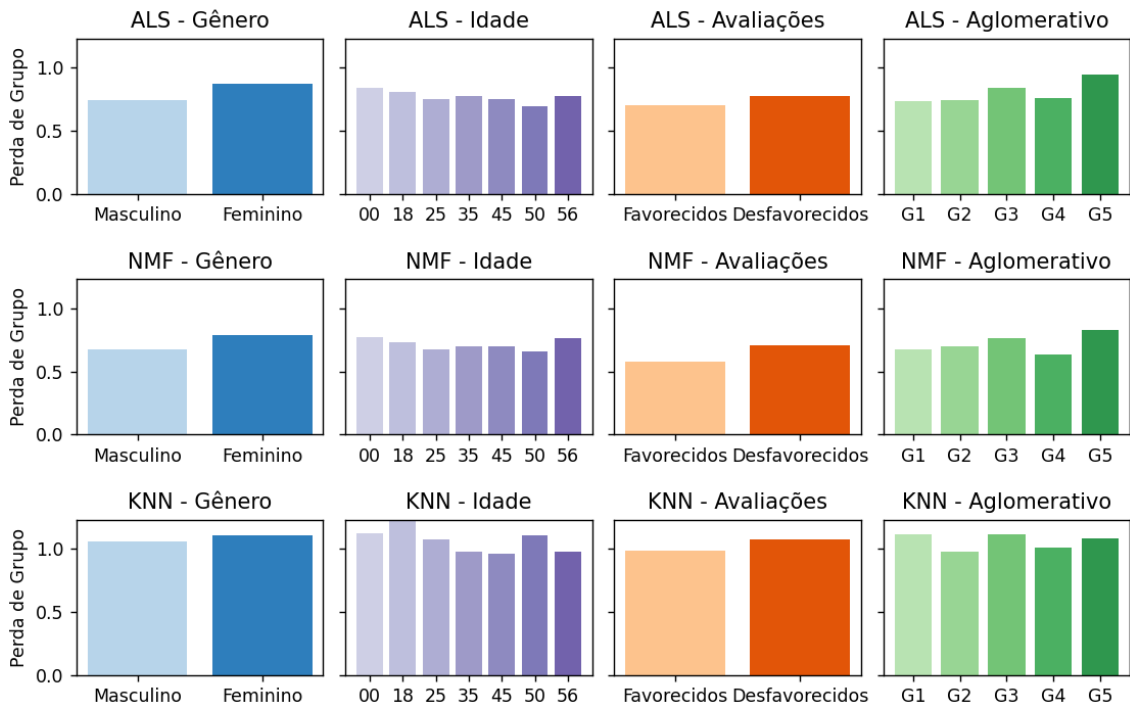 ALS - Gênero ALS - Idade ALS - Avaliações ALS - Aglomerativo
Perda de Grupo
1.0
0.5
0.0
Masculino Feminino 00 18 25 35 45 50 56 Favorecidos Desfavorecidos G1 G2 G3 G4 G5
NMF - Gênero NMF - Idade NMF - Avaliações NMF - Aglomerativo
Perda de Grupo
1.0
0.5
0.0
Masculino Feminino 00 18 25 35 45 50 56 Favorecidos Desfavorecidos G1 G2 G3 G4 G5
KNN - Gênero KNN - Idade KNN - Avaliações KNN - Aglomerativo
Perda de Grupo
1.0
0.5
0.0
Masculino Feminino 00 18 25 35 45 50 56 Favorecidos Desfavorecidos G1 G2 G3 G4 G5